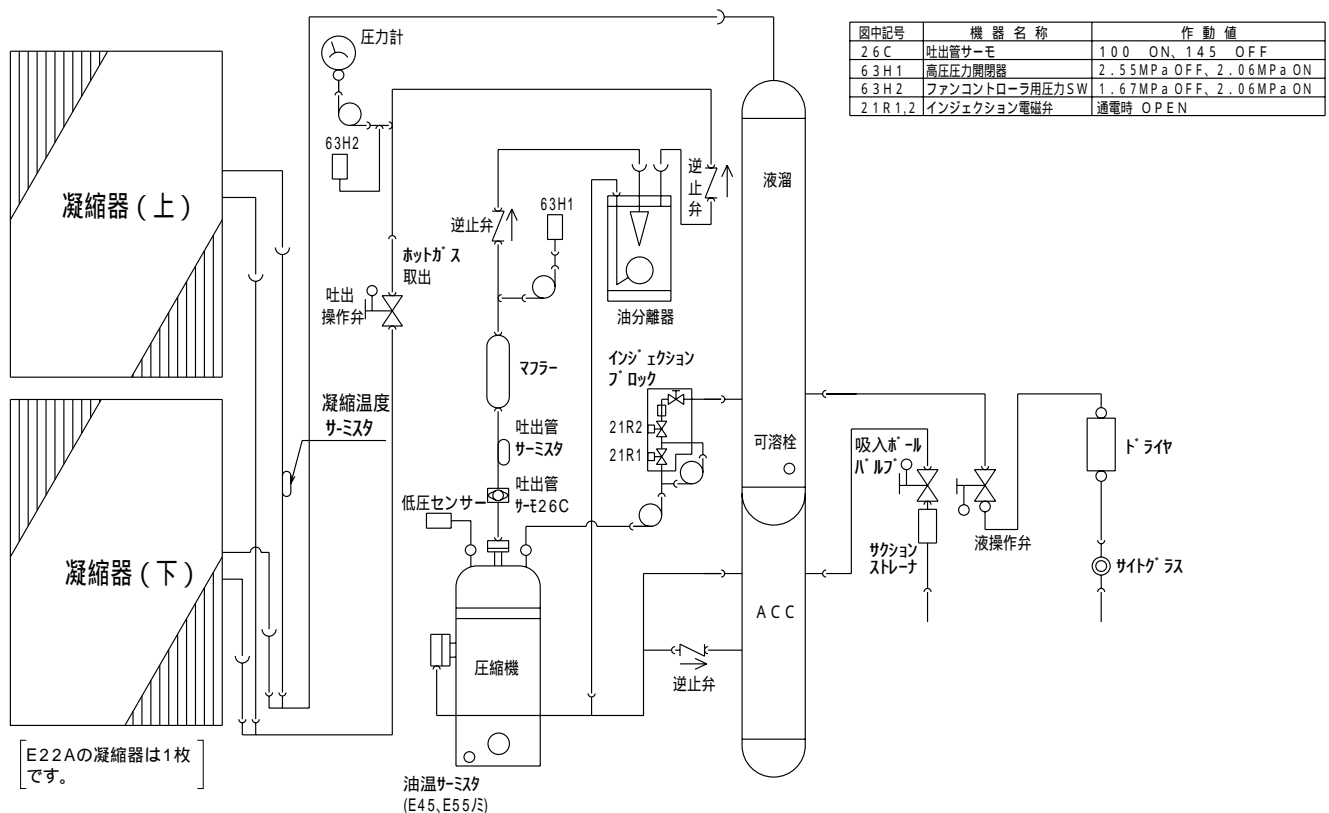 圧力計
図中記号 機器名称 作動値
26C 吐出管サーモ 100 ON、145 OFF
63H1 高圧圧力開閉器 2.55MPa OFF、2.06MPa ON
63H2 ファンコントローラ用圧力SW 1.67MPa OFF、2.06MPa ON
21R1,2 インジェクション電磁弁 通電時 OPEN
63H2
凝縮器(上)
逆止弁
液溜
63H1
逆止弁
ホットガス
取出
吐出
操作弁
油分離器
マフラー
インジェクション
ブロック
凝縮温度
サーミスタ
吐出管
サーミスタ
21R2
21R1
可溶栓
吸入ボール
バルブ
ドライヤ
低圧センサー
吐出管
サーモ26C
サクション
ストレーナ
液操作弁
サイトグラス
凝縮器(下)
ACC
圧縮機
逆止弁
E22Aの凝縮器は1枚
です。
油温サーミスタ
(E45、E55ノミ)